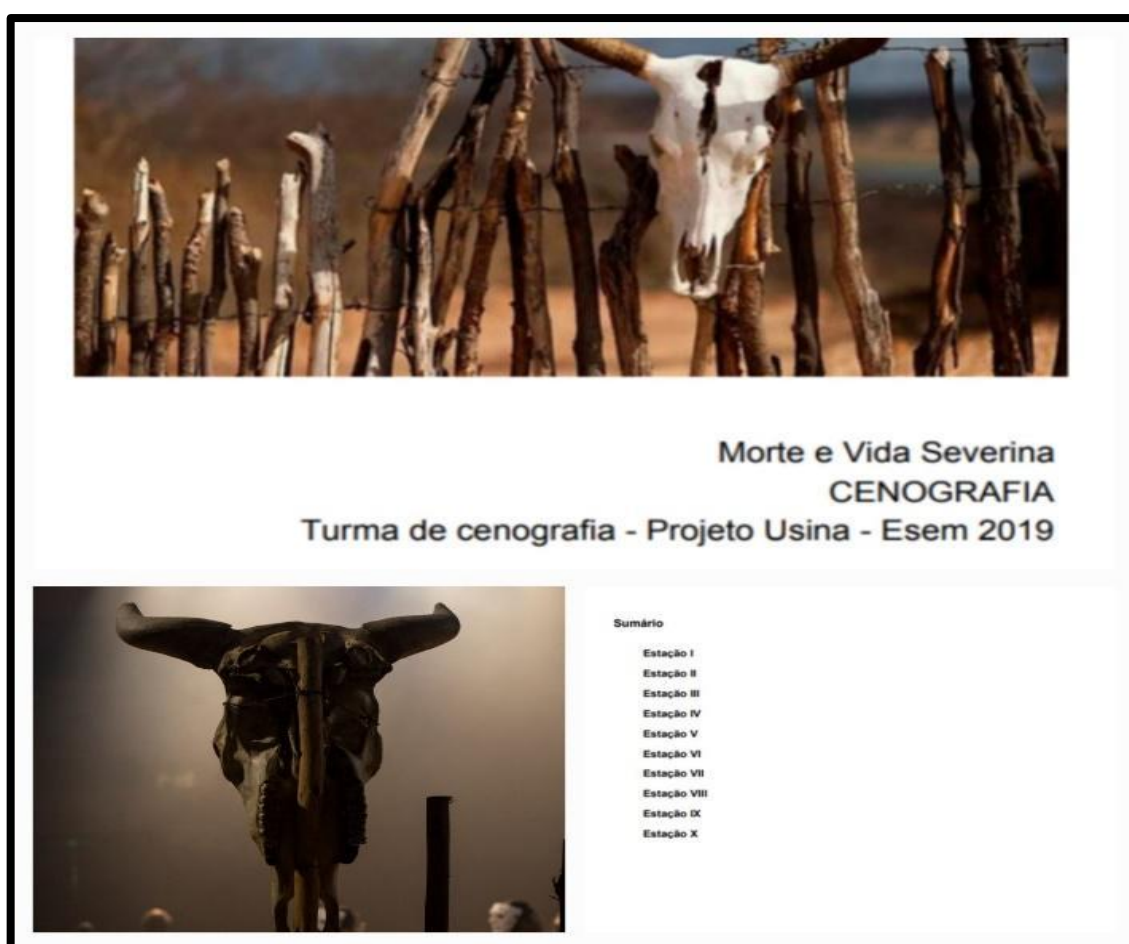 Morte e Vida Severina
CENOGRAFIA
Turma de cenografia - Projeto Usina - Esem 2019
Sumário
Estação I
Estação II
Estação III
Estação IV
Estação V
Estação VI
Estação VII
Estação VIII
Estação IX
Estação X